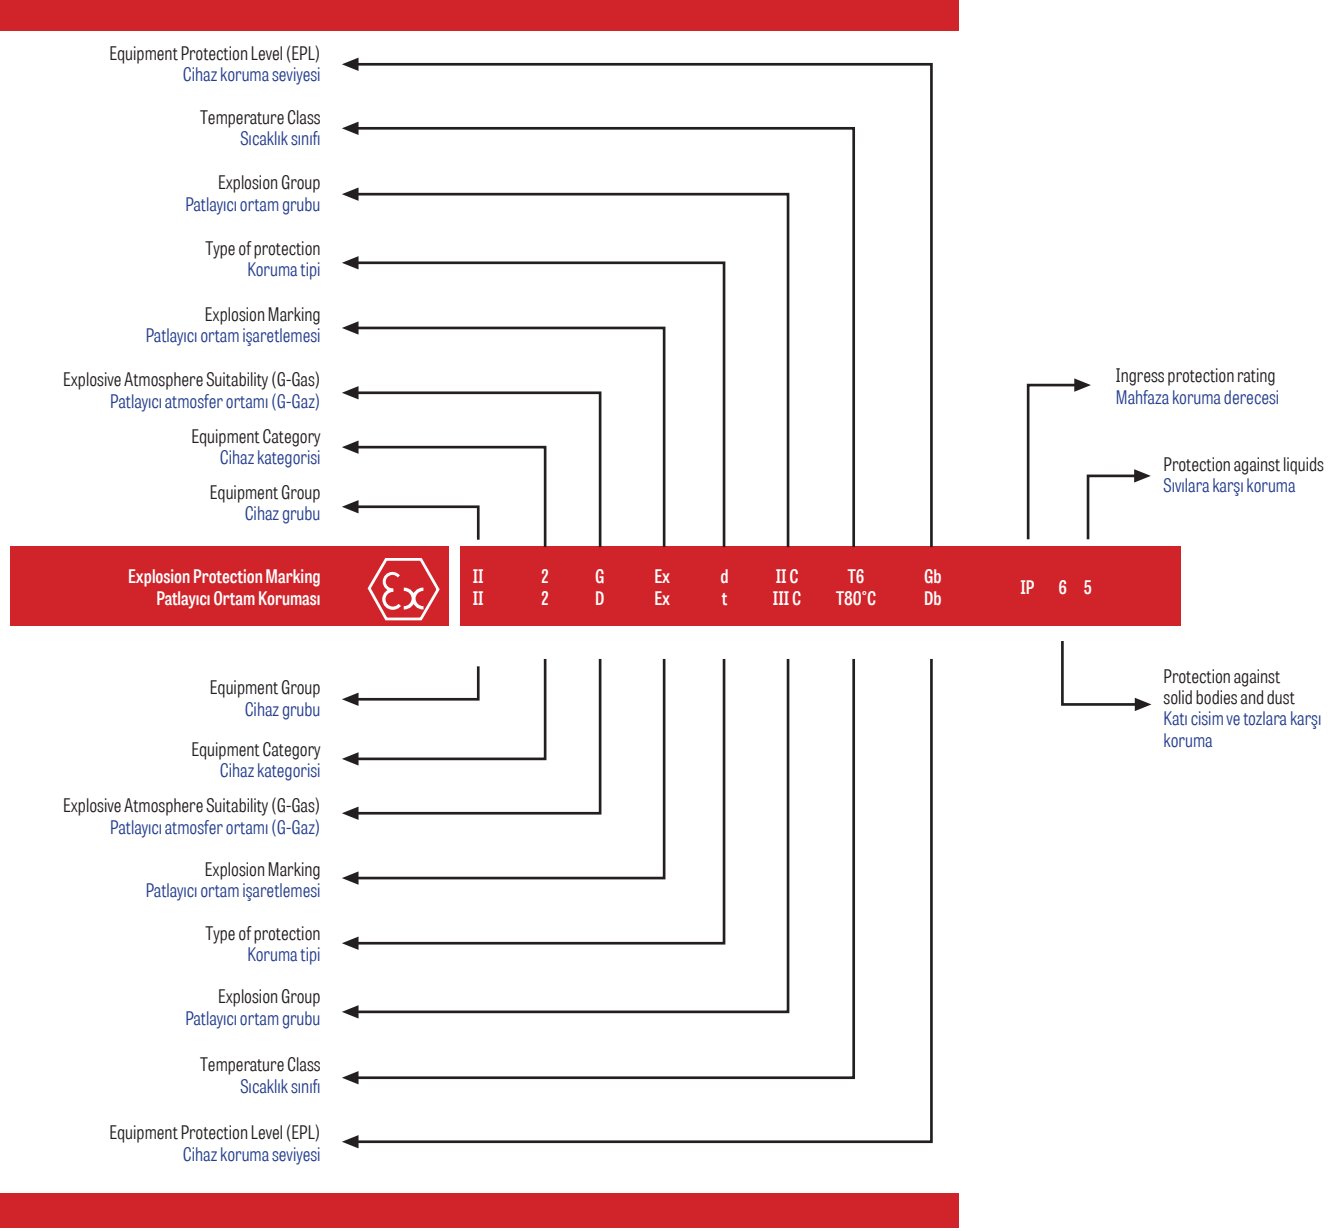 Equipment Protection Level (EPL)
Cihaz koruma seviyesi
Temperature Class
Sıcaklık sınıfı
Explosion Group
Patlayıcı ortam grubu
Type of protection
Koruma tipi
Explosion Marking
Patlayıcı ortam işaretlemesi
Explosive Atmosphere Suitability (G-Gas)
Patlayıcı atmosfer ortamı (G-Gaz)
Equipment Category
Cihaz kategorisi
Equipment Group
Cihaz grubu
Ingress protection rating
Mahfaza koruma derecesi
Protection against liquids
Sıvılara karşı koruma
Explosion Protection Marking
Patlayıcı Ortam Koruması
Ex
II 2 G Ex d II C T6 Gb
II 2 D Ex t III C T80°C Db
IP 6 5
Equipment Group
Cihaz grubu
Equipment Category
Cihaz kategorisi
Explosive Atmosphere Suitability (G-Gas)
Patlayıcı atmosfer ortamı (G-Gaz)
Explosion Marking
Patlayıcı ortam işaretlemesi
Type of protection
Koruma tipi
Explosion Group
Patlayıcı ortam grubu
Temperature Class
Sıcaklık sınıfı
Equipment Protection Level (EPL)
Cihaz koruma seviyesi
Protection against
solid bodies and dust
Katı cisim ve tozlara karşı
koruma